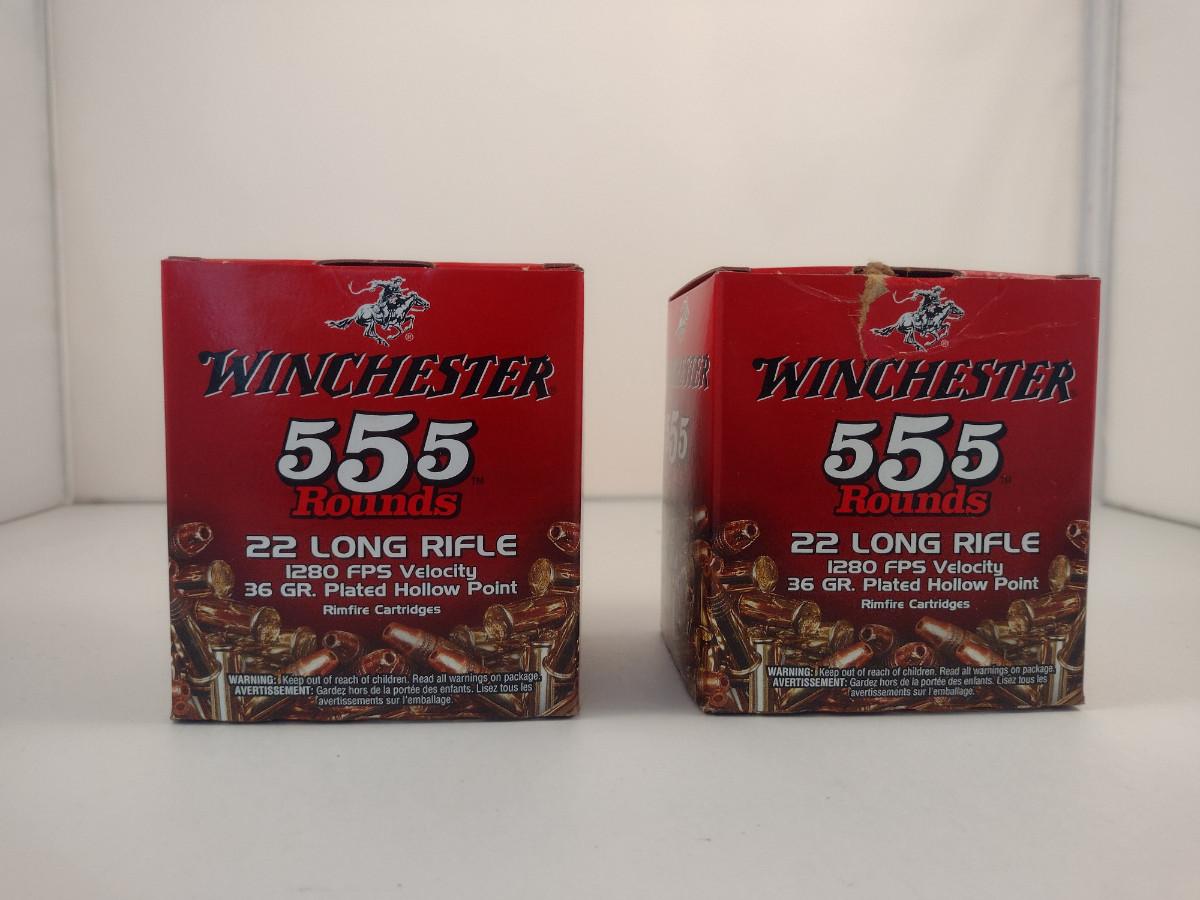 WINCHESTER
555 ™
Rounds
22 LONG RIFLE
1280 FPS Velocity
36 GR. Plated Hollow Point
Rimfire Cartridges
WARNING: Keep out of reach of children. Read all warnings on package.
AVERTISSEMENT: Gardez hors de la portée des enfants. Lisez tous les
avertissements sur l'emballage.
WINCHESTER
555 ™
Rounds
22 LONG RIFLE
1280 FPS Velocity
36 GR. Plated Hollow Point
Rimfire Cartridges
WARNING: Keep out of reach of children. Read all warnings on package.
AVERTISSEMENT: Gardez hors de la portée des enfants. Lisez tous les
avertissements sur l'emballage.